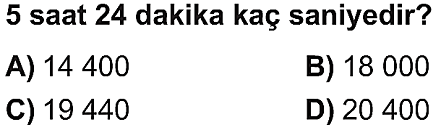 5 saat 24 dakika kaç saniyedir?
A) 14 400 B) 18 000
C) 19 440 D) 20 400